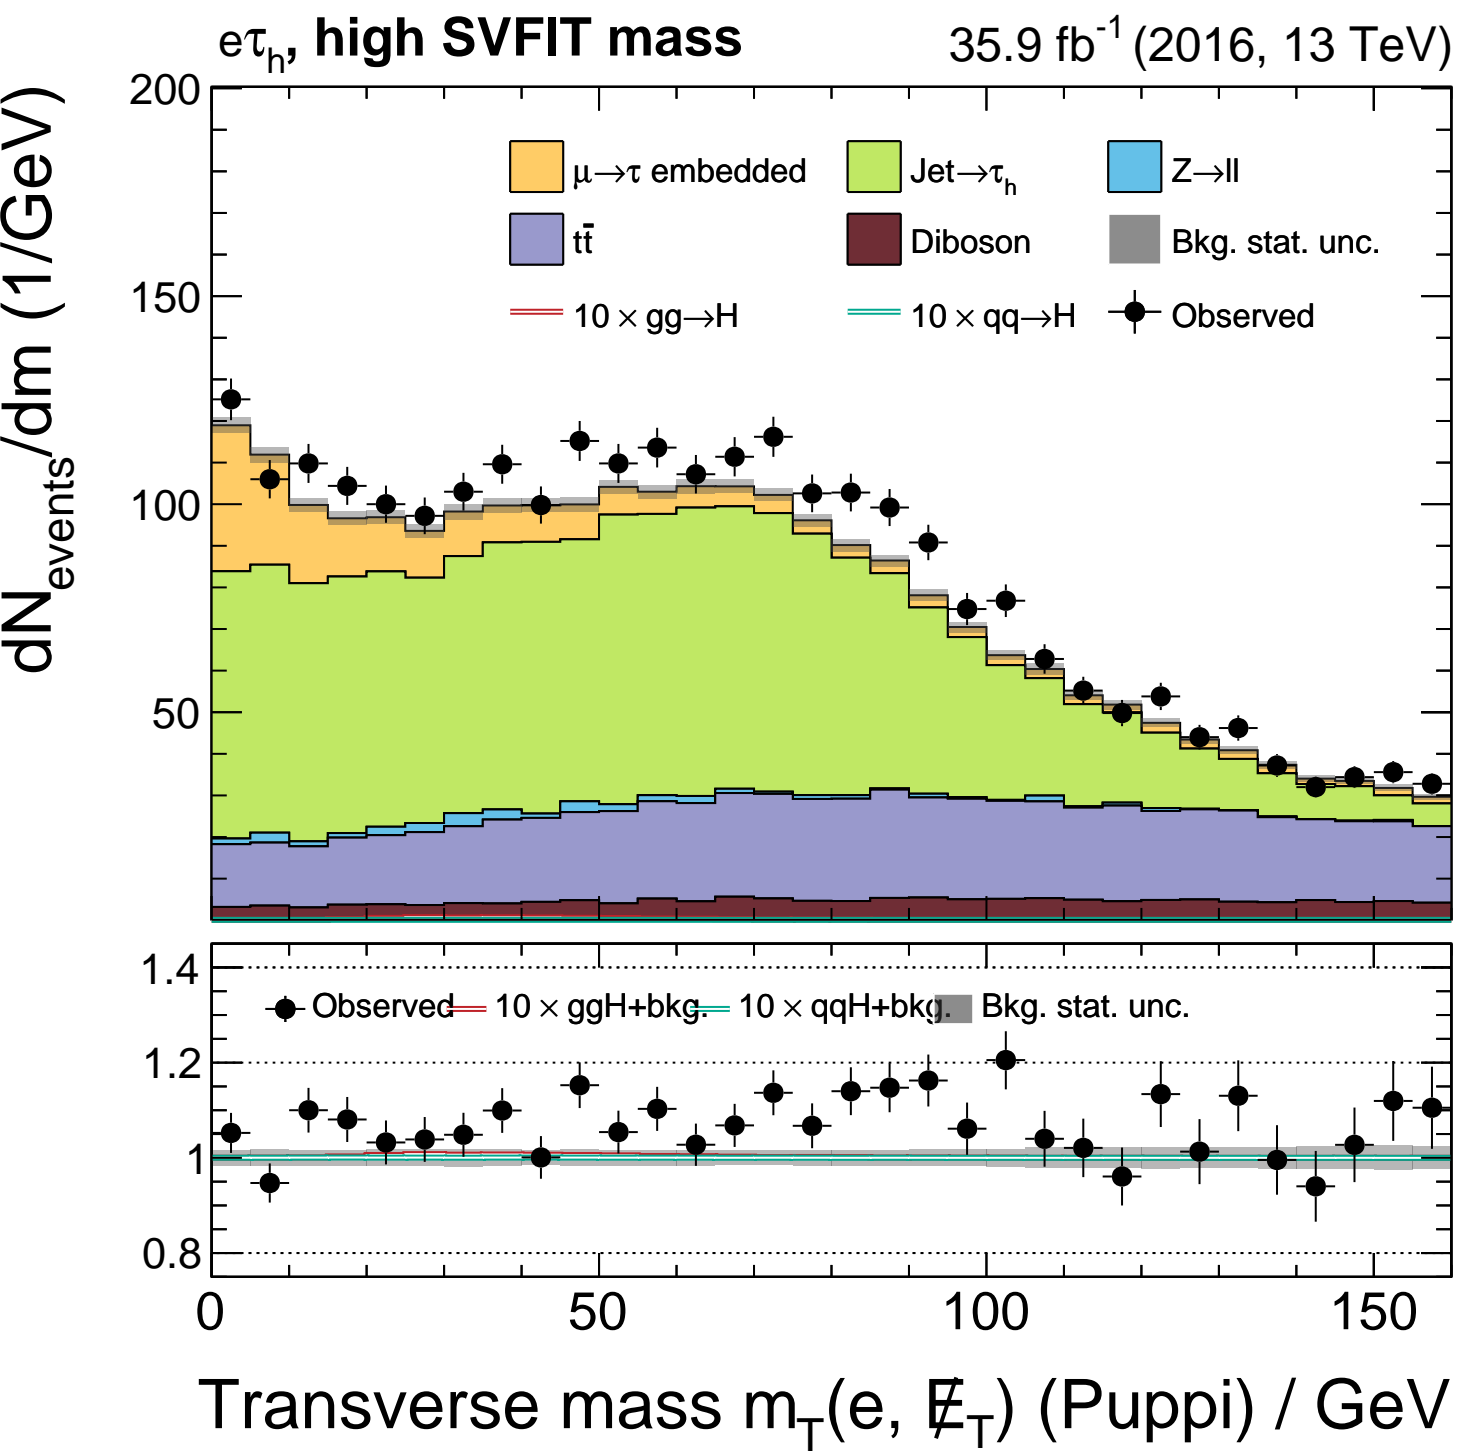 eτh, high SVFIT mass 35.9 fb-1 (2016, 13 TeV)
dNevents/dm (1/GeV)
200
150
100
50
μ→τ embedded Jet→τh Z→ll
tt̄ Diboson Bkg. stat. unc.
10 × gg→H 10 × qq→H Observed
1.4
1.2
1
0.8
Observed 10 × ggH+bkg. 10 × qqH+bkg. Bkg. stat. unc.
0 50 100 150
Transverse mass mT(e, E̸T) (Puppi) / GeV